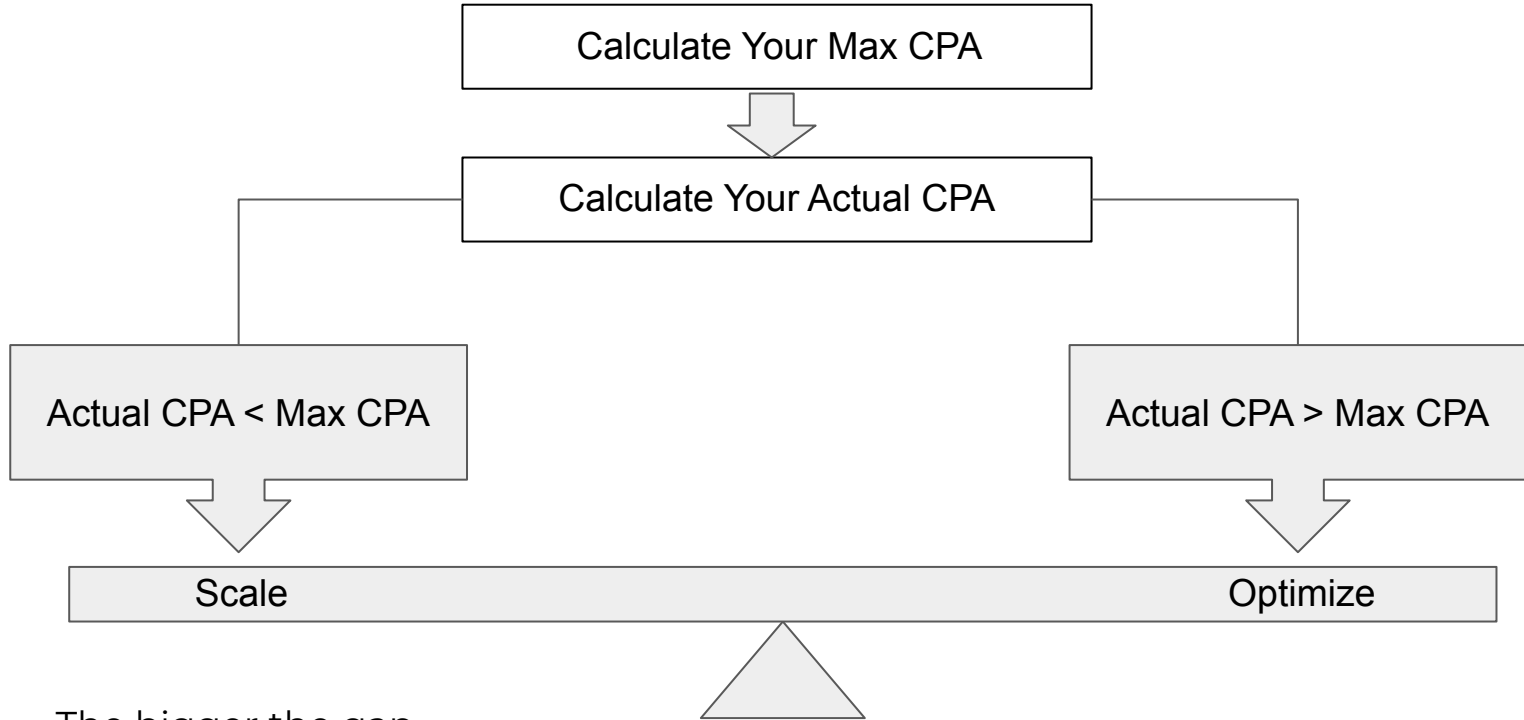 Calculate Your Max CPA
Calculate Your Actual CPA
Actual CPA < Max CPA
Actual CPA > Max CPA
Scale
Optimize
The bigger the gap